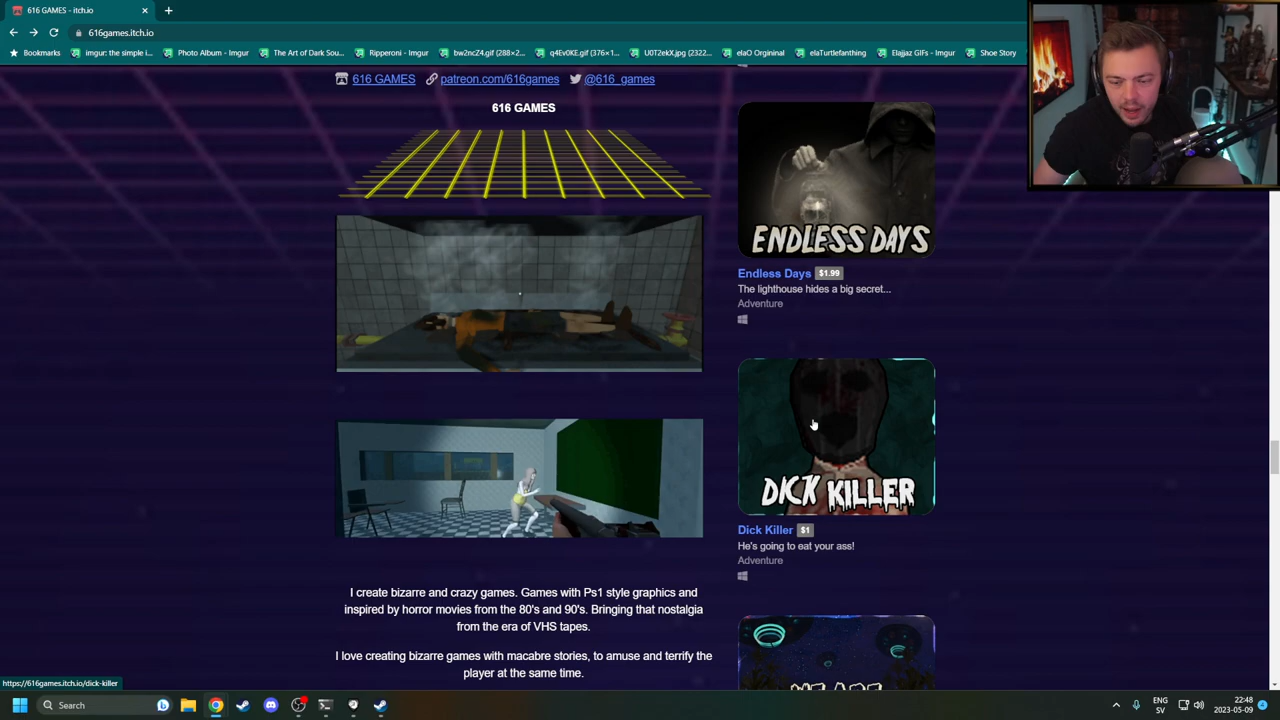 616 GAMES - itch.io
616games.itch.io
Bookmarks
imgur: the simple i...
Photo Album - Imgur
The Art of Dark Sou...
Ripperoni - Imgur
bw2ncZ4.gif (288×2...
q4Ev0KE.gif (376×1...
U0T2ekX.jpg (2322...
elaO Orgininal
elaTurtlefanthing
Elajjaz GIFs - Imgur
Shoe Story
616 GAMES
patreon.com/616games
@616_games
616 GAMES
ENDLESS DAYS
Endless Days $1.99
The lighthouse hides a big secret...
Adventure
DICK KILLER
Dick Killer $1
He's going to eat your ass!
Adventure
I create bizarre and crazy games. Games with Ps1 style graphics and
inspired by horror movies from the 80's and 90's. Bringing that nostalgia
from the era of VHS tapes.
I love creating bizarre games with macabre stories, to amuse and terrify the
player at the same time.
WE ARE
https://616games.itch.io/dick-killer
Search
ENG
SV
22:48
2023-05-09